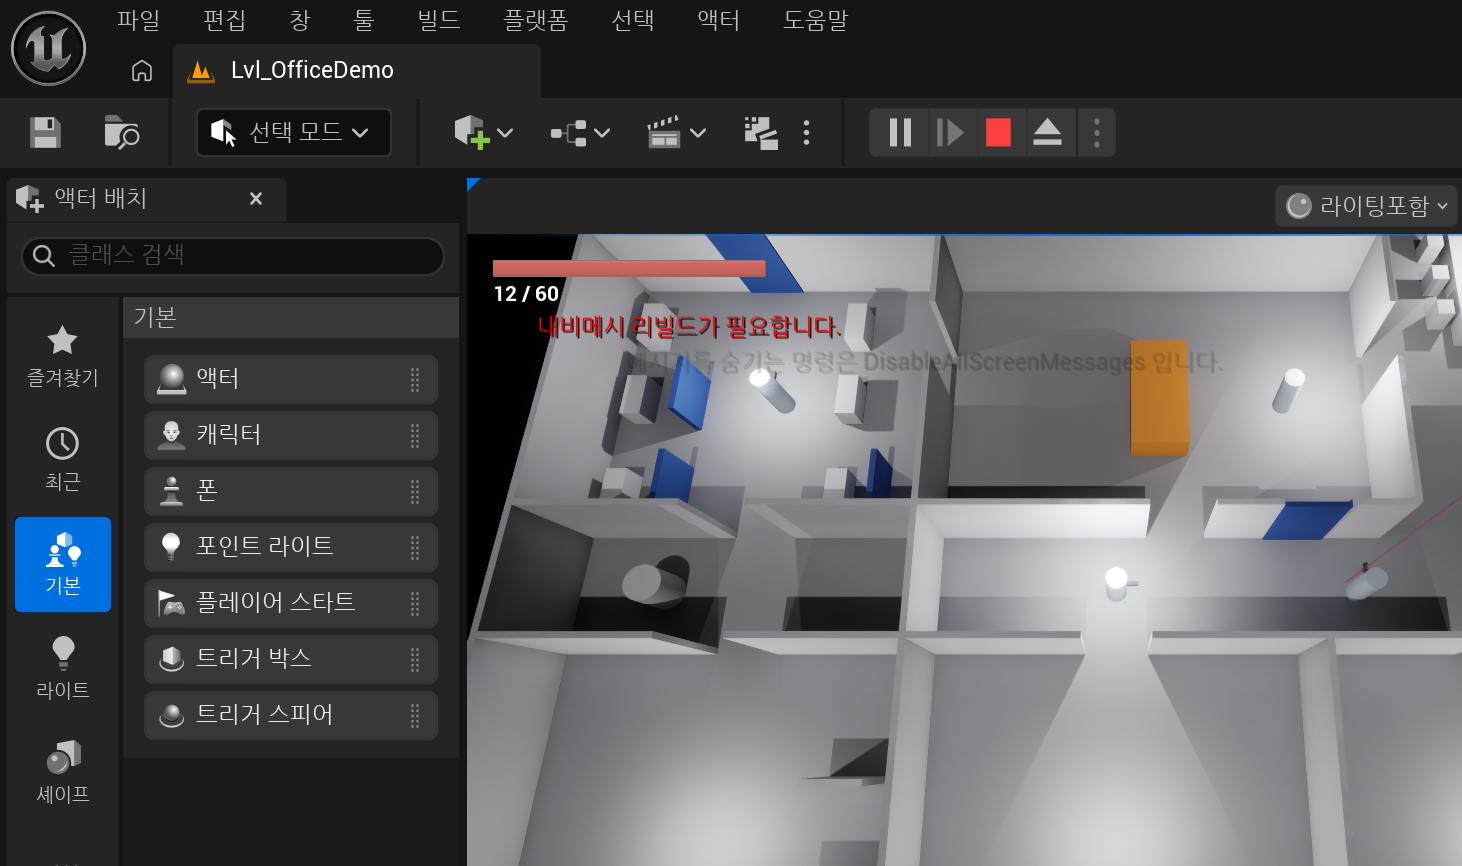 파일 편집 창 툴 빌드 플랫폼 선택 액터 도움말
Lvl_OfficeDemo
선택 모드
액터 배치
라이팅포함
클래스 검색
기본
즐겨찾기
최근
기본
라이트
셰이프
액터
캐릭터
폰
포인트 라이트
플레이어 스타트
트리거 박스
트리거 스피어
12 / 60
내비메시 리빌드가 필요합니다.
메시지를 숨기는 명령은 DisableAllScreenMessages 입니다.